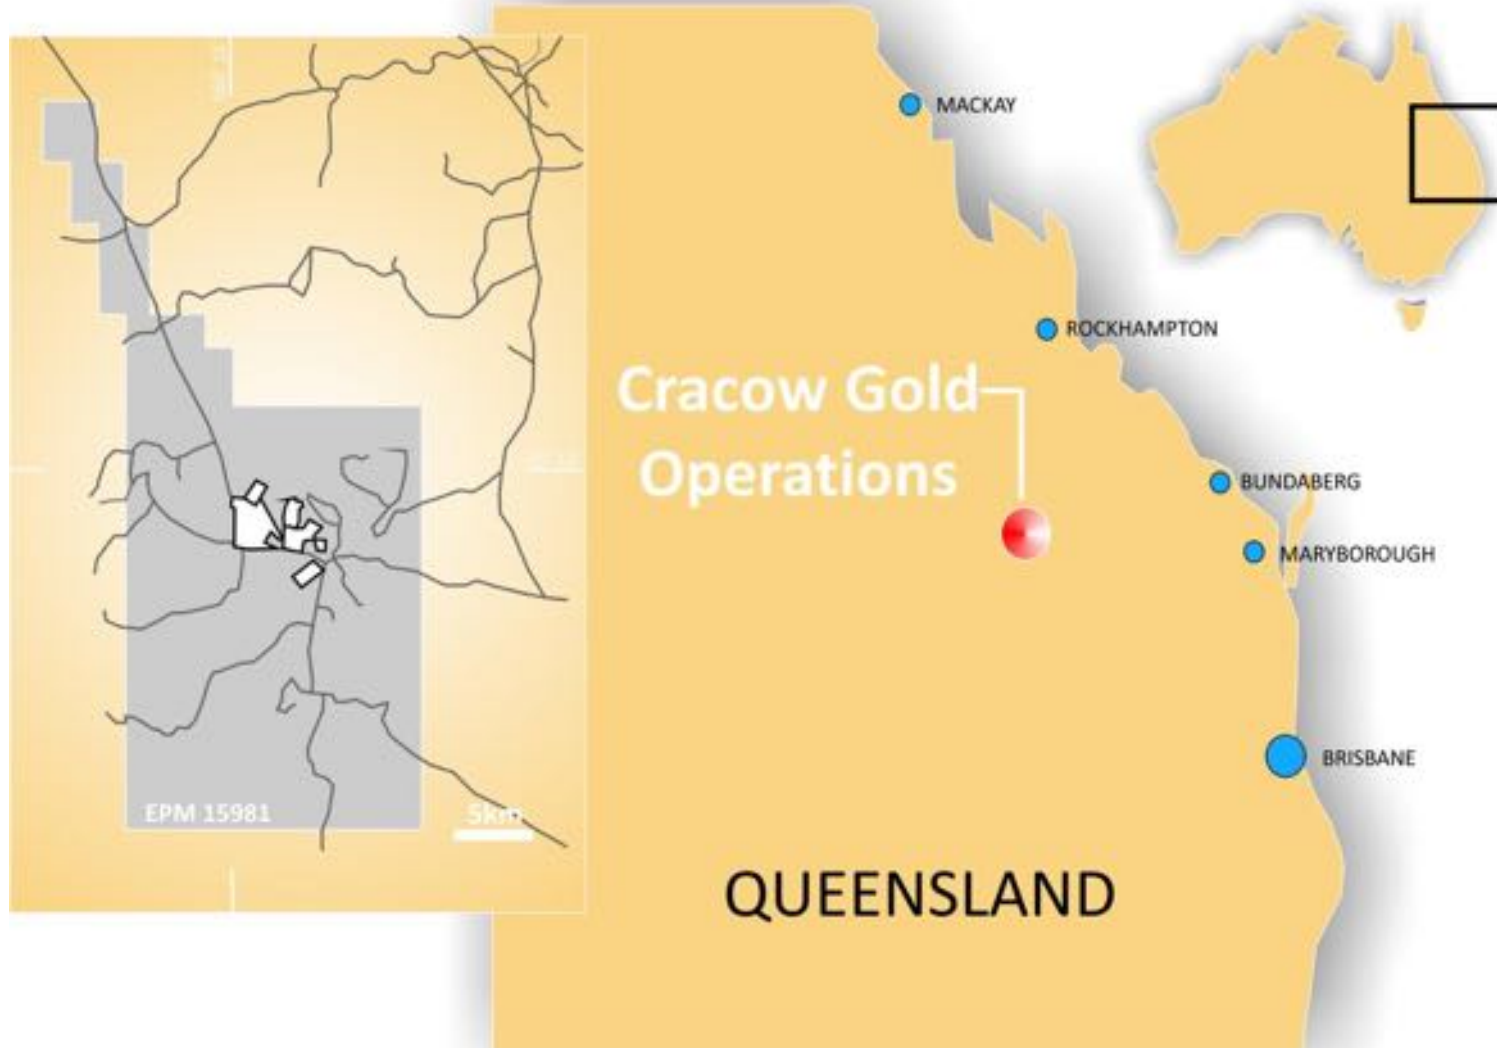 MACKAY
ROCKHAMPTON
Cracow Gold
Operations
BUNDABERG
MARYBOROUGH
BRISBANE
EPM 15981
5km
QUEENSLAND